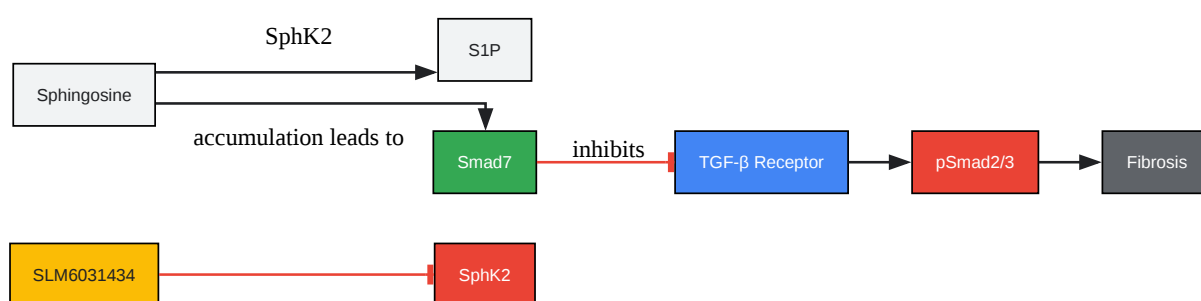 SphK2
S1P
Sphingosine
accumulation leads to
Smad7
inhibits
TGF-β Receptor
pSmad2/3
Fibrosis
SLM6031434
SphK2